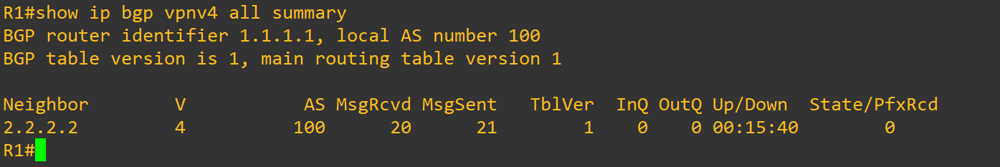 R1#show ip bgp vpnv4 all summary
BGP router identifier 1.1.1.1, local AS number 100
BGP table version is 1, main routing table version 1

Neighbor        V           AS MsgRcvd MsgSent   TblVer  InQ OutQ Up/Down  State/PfxRcd
2.2.2.2         4          100      20      21        1    0    0 00:15:40        0
R1#